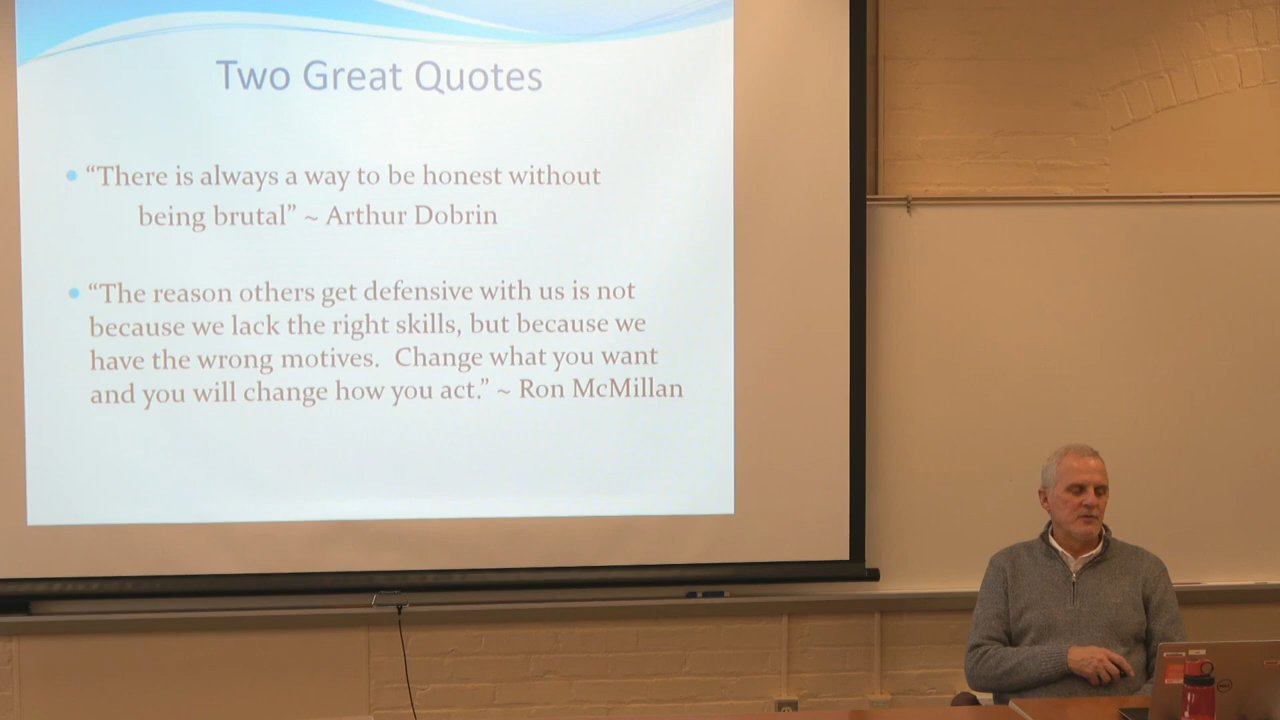 Two Great Quotes
• “There is always a way to be honest without
being brutal” ~ Arthur Dobrin
• “The reason others get defensive with us is not
because we lack the right skills, but because we
have the wrong motives.  Change what you want
and you will change how you act.” ~ Ron McMillan